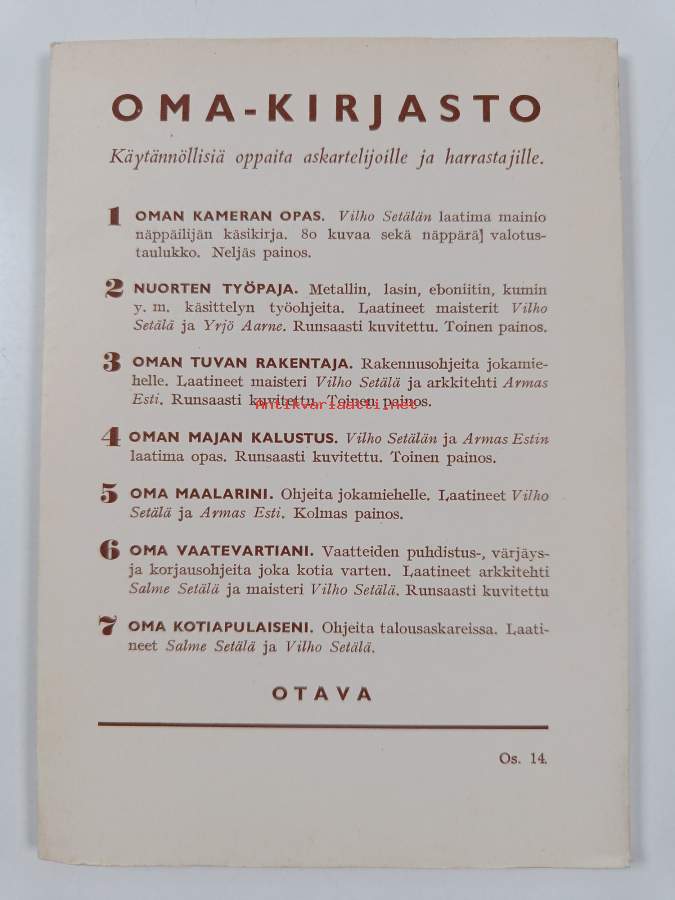 OMA-KIRJASTO
Käytännöllisiä oppaita askartelijoille ja harrastajille.
1 OMAN KAMERAN OPAS. Vilho Setälän laatima mainio
näppäilijän käsikirja. 80 kuvaa sekä näppärä valotus-
taulukko. Neljäs painos.
2 NUORTEN TYÖPAJA. Metallin, lasin, eboniitin, kumin
y. m. käsittelyn työohjeita. Laatineet maisterit Vilho
Setälä ja Yrjö Aarne. Runsaasti kuvitettu. Toinen painos.
3 OMAN TUVAN RAKENTAJA. Rakennusohjeita jokamie-
helle. Laatineet maisteri Vilho Setälä ja arkkitehti Armas
Esti. Runsaasti kuvitettu. Toinen painos.
Antikvariaatti.net
4 OMAN MAJAN KALUSTUS. Vilho Setälän ja Armas Estin
laatima opas. Runsaasti kuvitettu. Toinen painos.
5 OMA MAALARINI. Ohjeita jokamiehelle. Laatineet Vilho
Setälä ja Armas Esti. Kolmas painos.
6 OMA VAATEVARTIANI. Vaatteiden puhdistus-, värjäys-
ja korjausohjeita joka kotia varten. Laatineet arkkitehti
Salme Setälä ja maisteri Vilho Setälä. Runsaasti kuvitettu
7 OMA KOTIAPULAISENI. Ohjeita talousaskareissa. Laati-
neet Salme Setälä ja Vilho Setälä.
OTAVA
Os. 14.